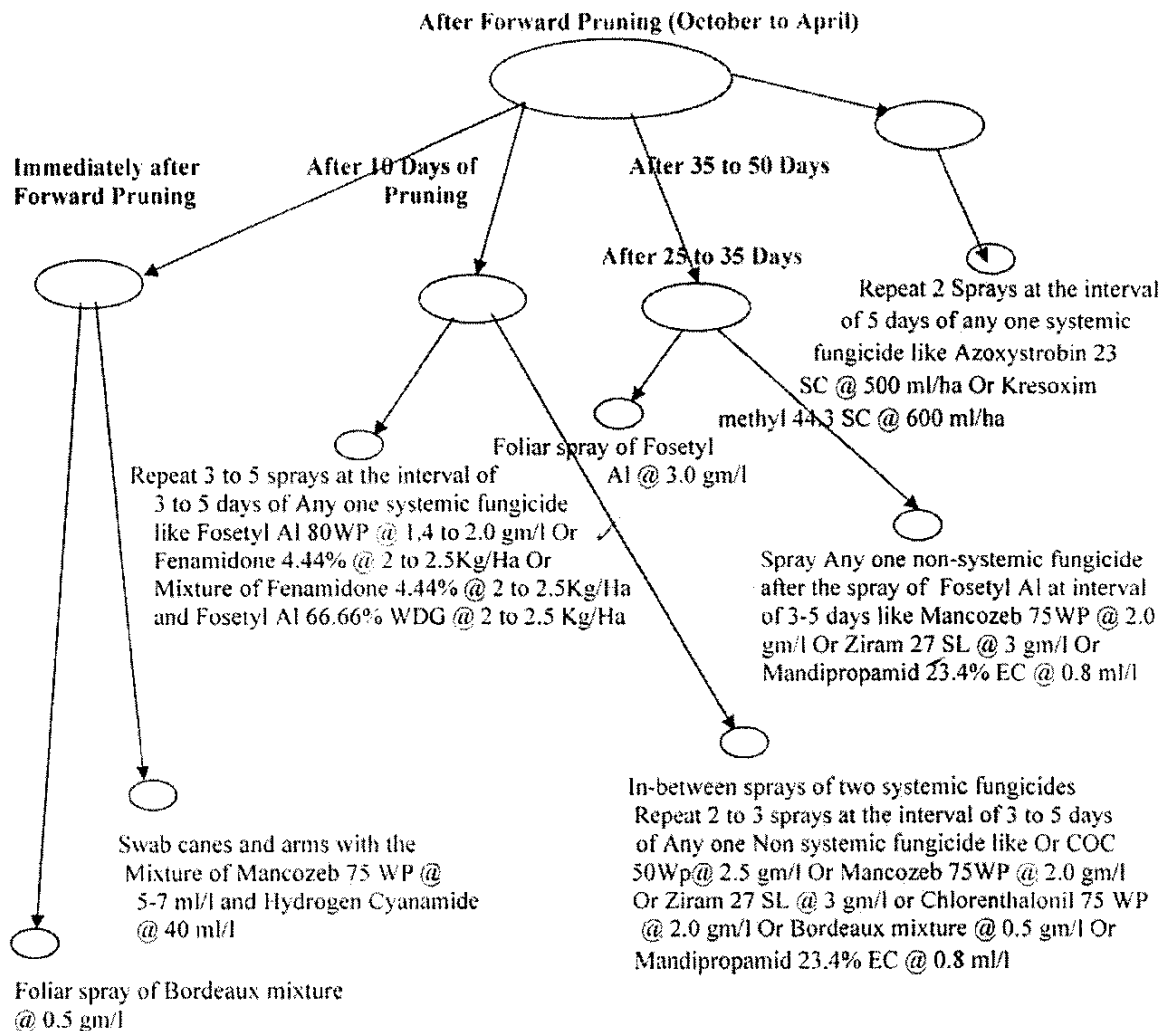 After Forward Pruning (October to April)
Immediately after
Forward Pruning
After 10 Days of
Pruning
After 35 to 50 Days
After 25 to 35 Days
Repeat 2 Sprays at the interval
of 5 days of any one systemic
fungicide like Azoxystrobin 23
SC @ 500 ml/ha Or Kresoxim
methyl 44.3 SC @ 600 ml/ha
Foliar spray of Fosetyl
Al @ 3.0 gm/l
Repeat 3 to 5 sprays at the interval of
3 to 5 days of Any one systemic fungicide
like Fosetyl Al 80WP @ 1.4 to 2.0 gm/l Or
Fenamidone 4.44% @ 2 to 2.5Kg/Ha Or
Mixture of Fenamidone 4.44% @ 2 to 2.5Kg/Ha
and Fosetyl Al 66.66% WDG @ 2 to 2.5 Kg/Ha
Spray Any one non-systemic fungicide
after the spray of Fosetyl Al at interval
of 3-5 days like Mancozeb 75WP @ 2.0
gm/l Or Ziram 27 SL @ 3 gm/l Or
Mandipropamid 23.4% EC @ 0.8 ml/l
In-between sprays of two systemic fungicides
Repeat 2 to 3 sprays at the interval of 3 to 5 days
of Any one Non systemic fungicide like Or COC
50Wp@ 2.5 gm/l Or Mancozeb 75WP @ 2.0 gm/l
Or Ziram 27 SL @ 3 gm/l or Chlorenthalonil 75 WP
@ 2.0 gm/l Or Bordeaux mixture @ 0.5 gm/l Or
Mandipropamid 23.4% EC @ 0.8 ml/l
Swab canes and arms with the
Mixture of Mancozeb 75 WP @
5-7 ml/l and Hydrogen Cyanamide
@ 40 ml/l
Foliar spray of Bordeaux mixture
@ 0.5 gm/l